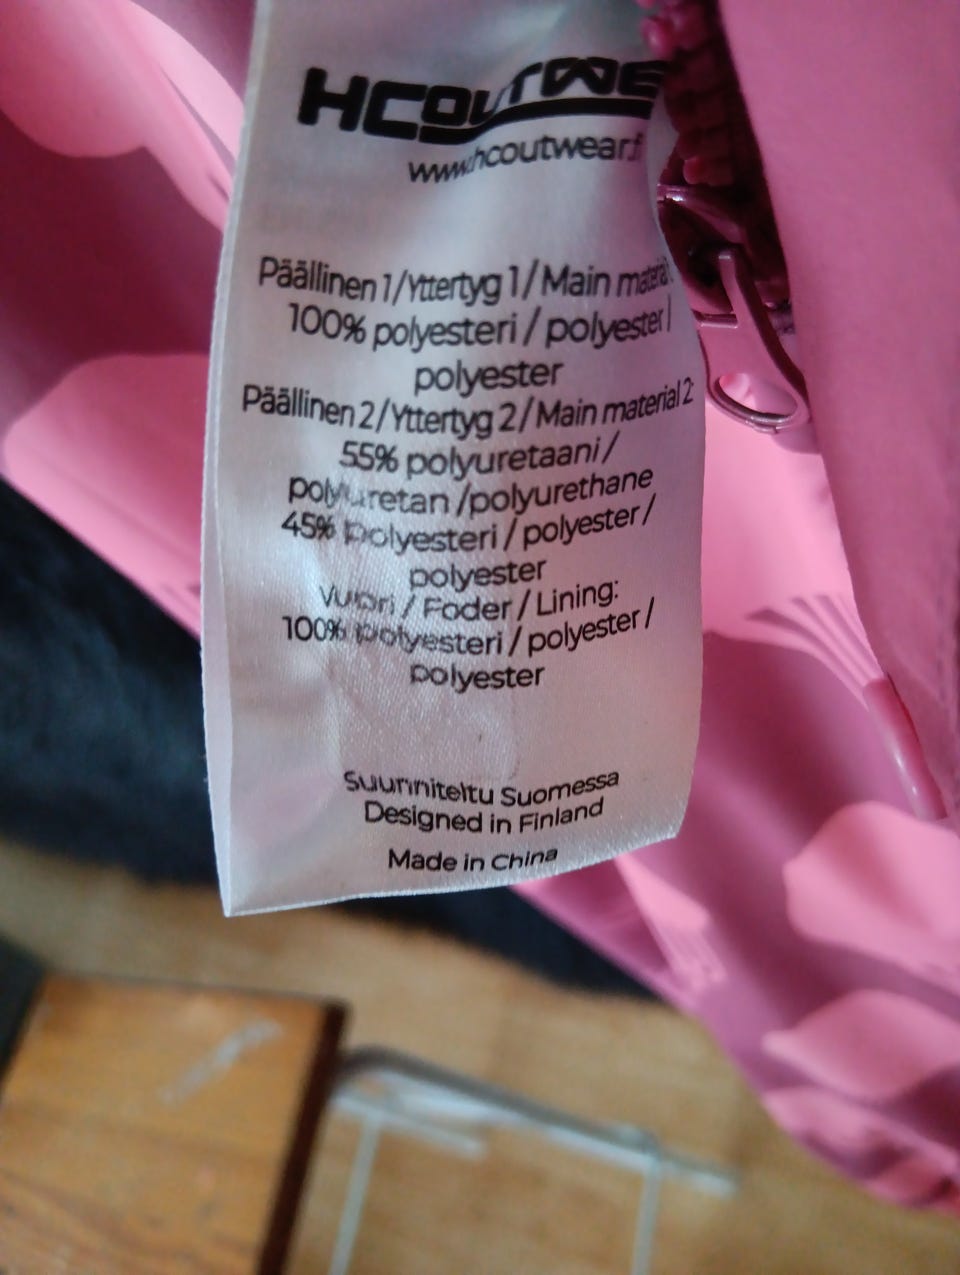 HCOUTWE
www.hcoutwear.f
Päällinen 1/Yttertyg 1/Main material
100% polyesteri / polyester /
polyester
Päällinen 2/Yttertyg 2/Main material 2:
55% polyuretaani /
polyuretan /polyurethane
45% polyesteri / polyester /
polyester
Vuori / Foder / Lining:
100% polyesteri / polyester /
polyester
Suunniteltu Suomessa
Designed in Finland
Made in China